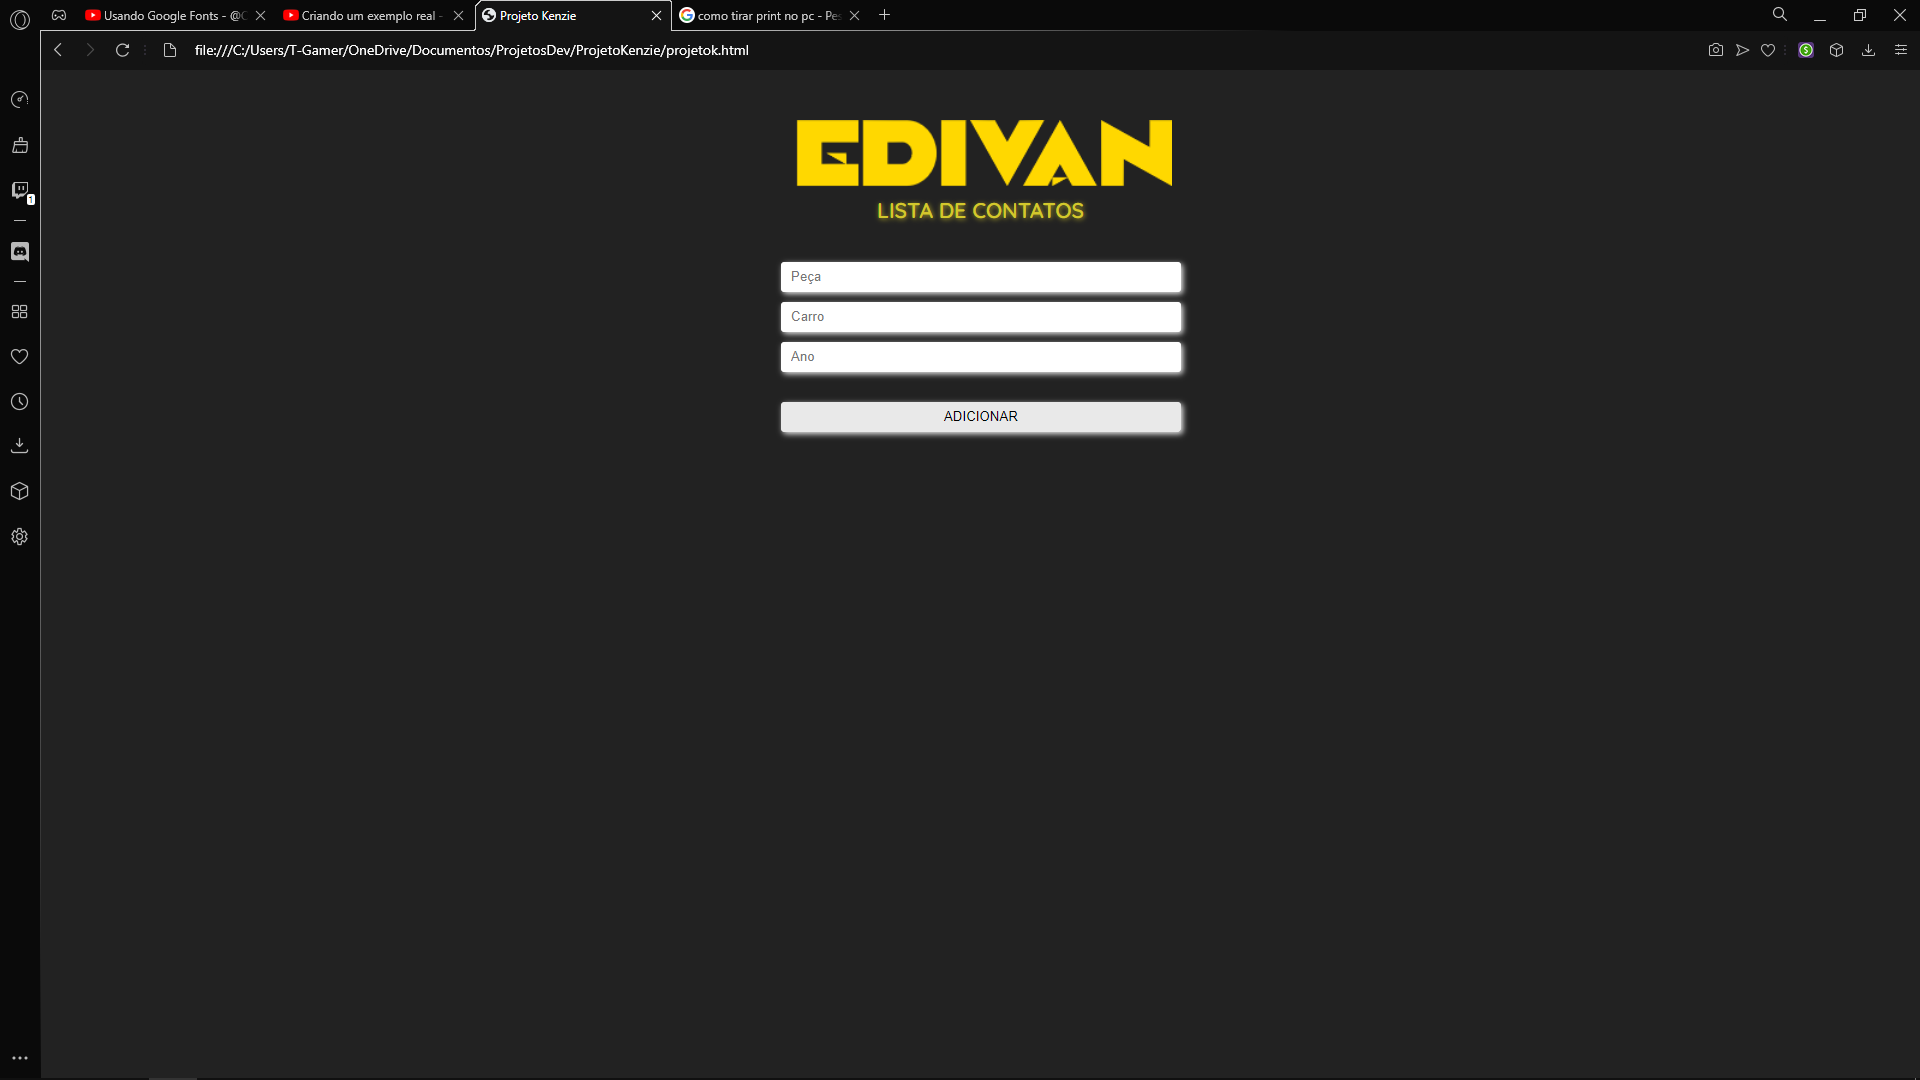 Usando Google Fonts - @C
Criando um exemplo real -
Projeto Kenzie
como tirar print no pc - Pes
file:///C:/Users/T-Gamer/OneDrive/Documentos/ProjetosDev/ProjetoKenzie/projetok.html
1
EDIVAN
LISTA DE CONTATOS
Peça
Carro
Ano
ADICIONAR